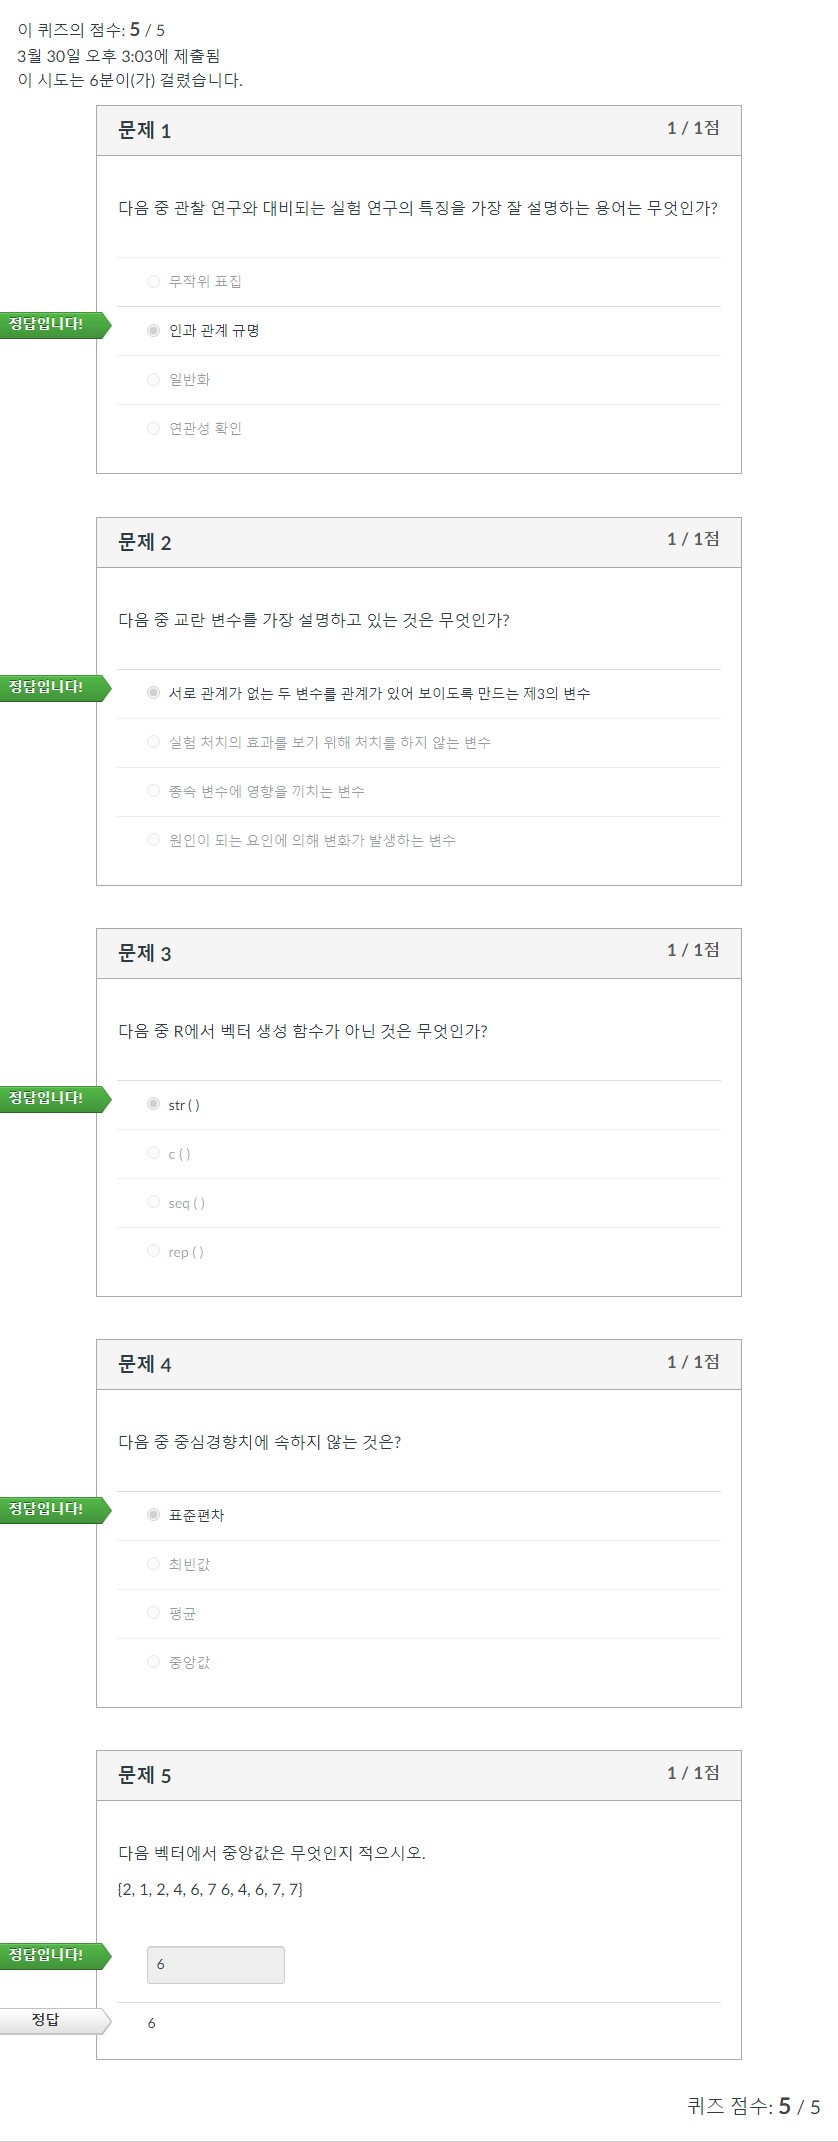 이 퀴즈의 점수: 5 / 5
3월 30일 오후 3:03에 제출됨
이 시도는 6분이(가) 걸렸습니다.
문제 1
1 / 1점
다음 중 관찰 연구와 대비되는 실험 연구의 특징을 가장 잘 설명하는 용어는 무엇인가?
무작위 표집
정답입니다!
인과 관계 규명
일반화
연관성 확인
문제 2
1 / 1점
다음 중 교란 변수를 가장 설명하고 있는 것은 무엇인가?
정답입니다!
서로 관계가 없는 두 변수를 관계가 있어 보이도록 만드는 제3의 변수
실험 처치의 효과를 보기 위해 처치를 하지 않는 변수
종속 변수에 영향을 끼치는 변수
원인이 되는 요인에 의해 변화가 발생하는 변수
문제 3
1 / 1점
다음 중 R에서 벡터 생성 함수가 아닌 것은 무엇인가?
정답입니다!
str ( )
c ( )
seq ( )
rep ( )
문제 4
1 / 1점
다음 중 중심경향치에 속하지 않는 것은?
정답입니다!
표준편차
최빈값
평균
중앙값
문제 5
1 / 1점
다음 벡터에서 중앙값은 무엇인지 적으시오.
{2, 1, 2, 4, 6, 7 6, 4, 6, 7, 7}
정답입니다!
6
정답
6
퀴즈 점수: 5 / 5